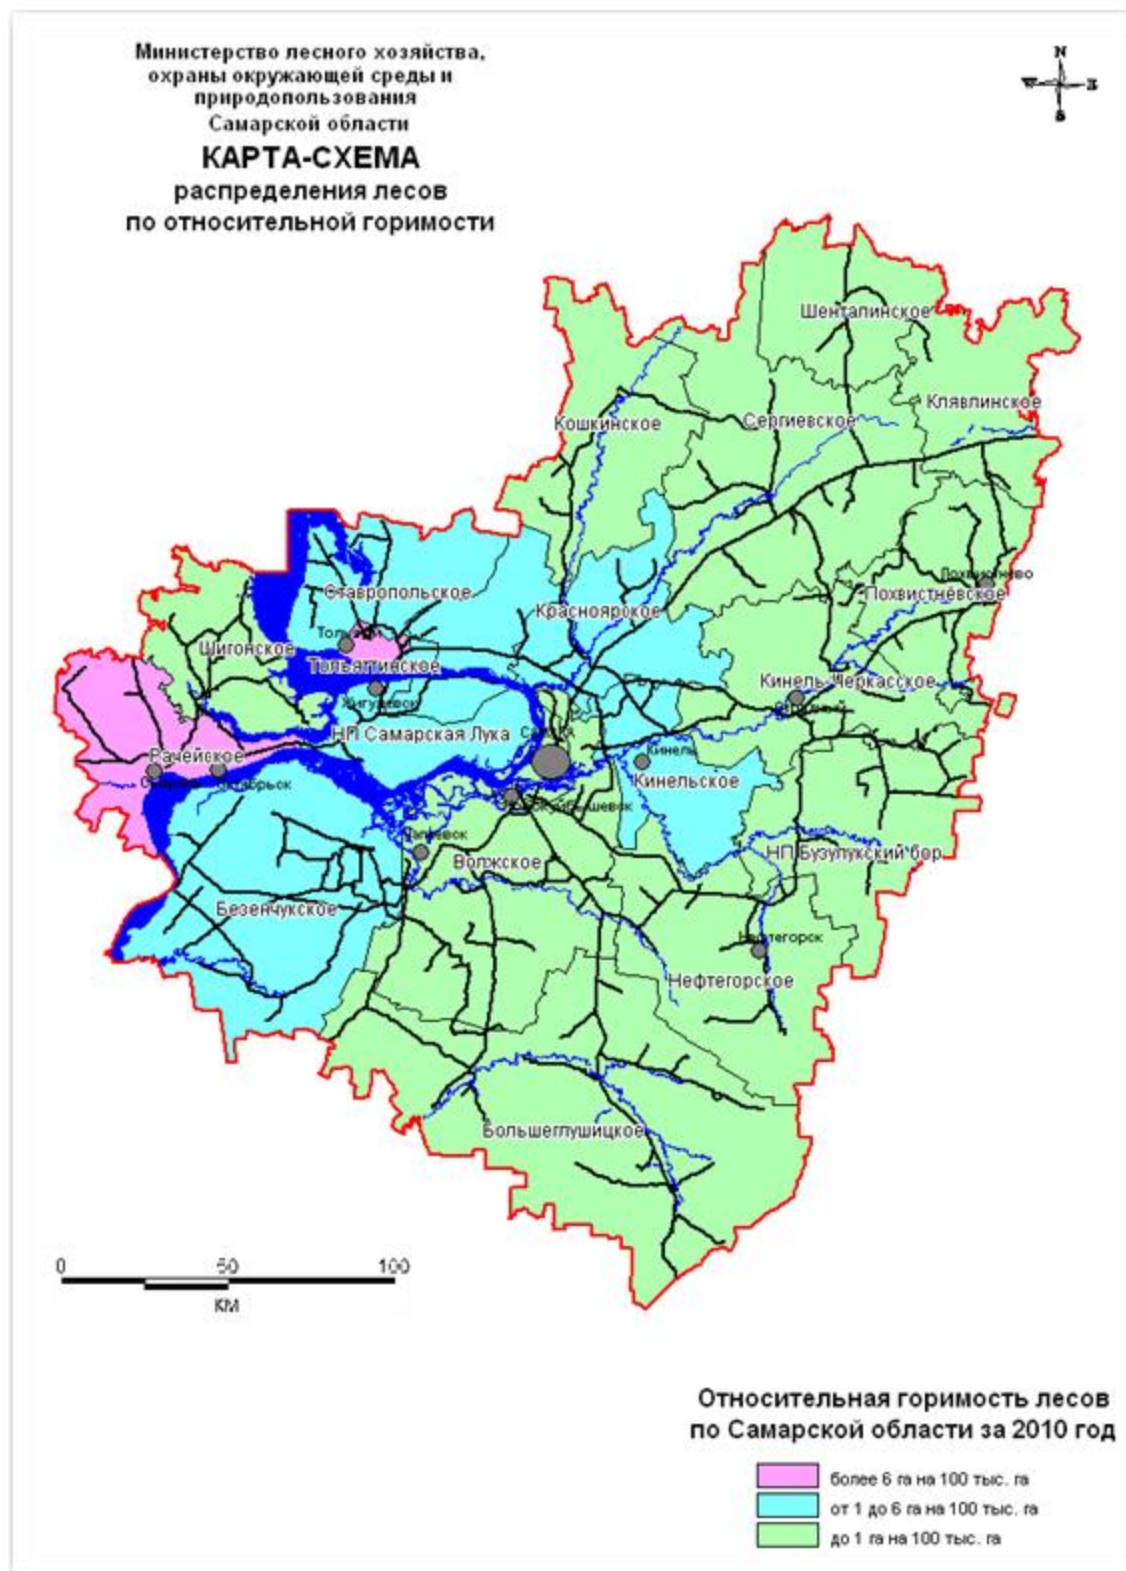 Министерство лесного хозяйства,
охраны окружающей среды и
природопользования
Самарской области
КАРТА-СХЕМА
распределения лесов
по относительной горимости
N
W
E
S
Шенталинское
Клявлинское
Кошкинское
Сергиевское
Похвистнево
Похвистневское
Ставропольское
Красноярское
Шигонское
Тольяттинское
Кинель-Черкасское
Жигулевск
НП Самарская Лука
Рачейское
Кинель
Кинельское
Волжское
НП Бузулукский бор
Безенчукское
Нефтегорск
Нефтегорское
Большеглушицкое
0
50
100
КМ
Относительная горимость лесов
по Самарской области за 2010 год
более 6 га на 100 тыс. га
от 1 до 6 га на 100 тыс. га
до 1 га на 100 тыс. га